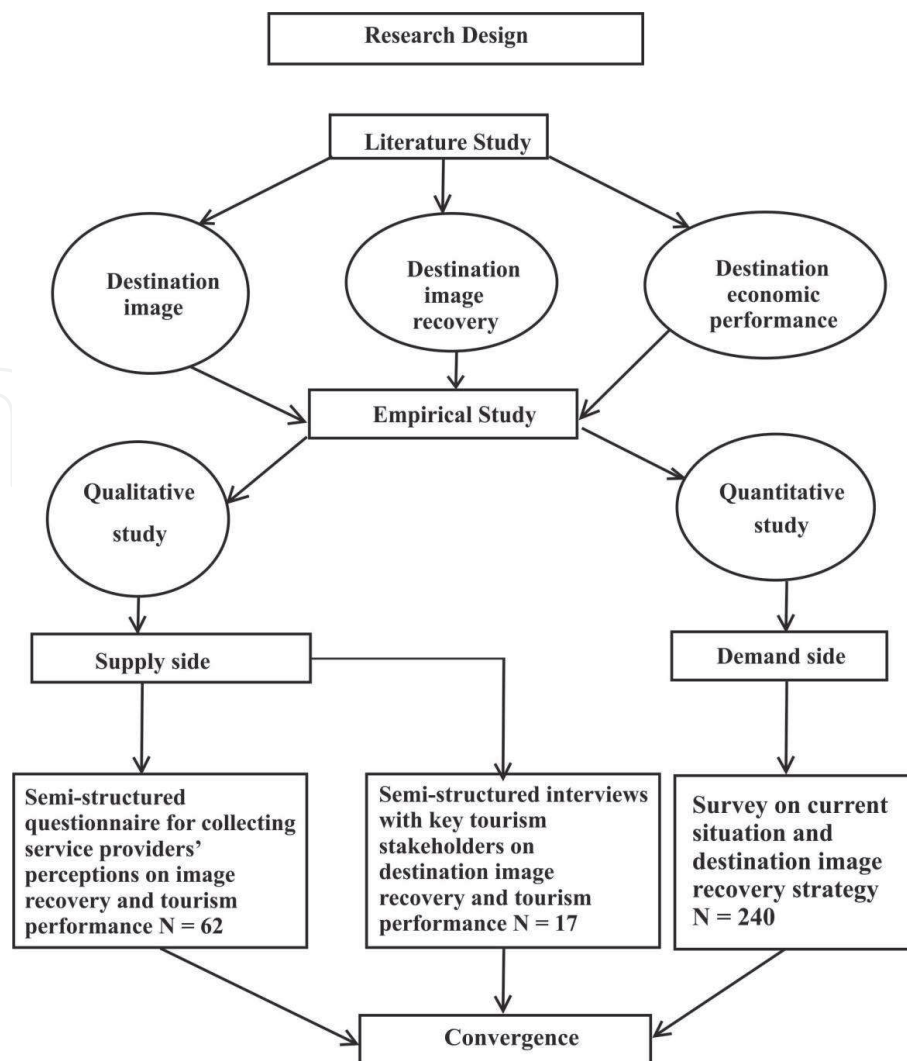 Research Design
Literature Study
Destination
image
Destination
image
recovery
Destination
economic
performance
Empirical Study
Qualitative
study
Quantitative
study
Supply side
Demand side
Semi-structured
questionnaire for collecting
service providers’
perceptions on image
recovery and tourism
performance N = 62
Semi-structured interviews
with key tourism
stakeholders on
destination image
recovery and tourism
performance N = 17
Survey on current
situation and
destination image
recovery strategy
N = 240
Convergence